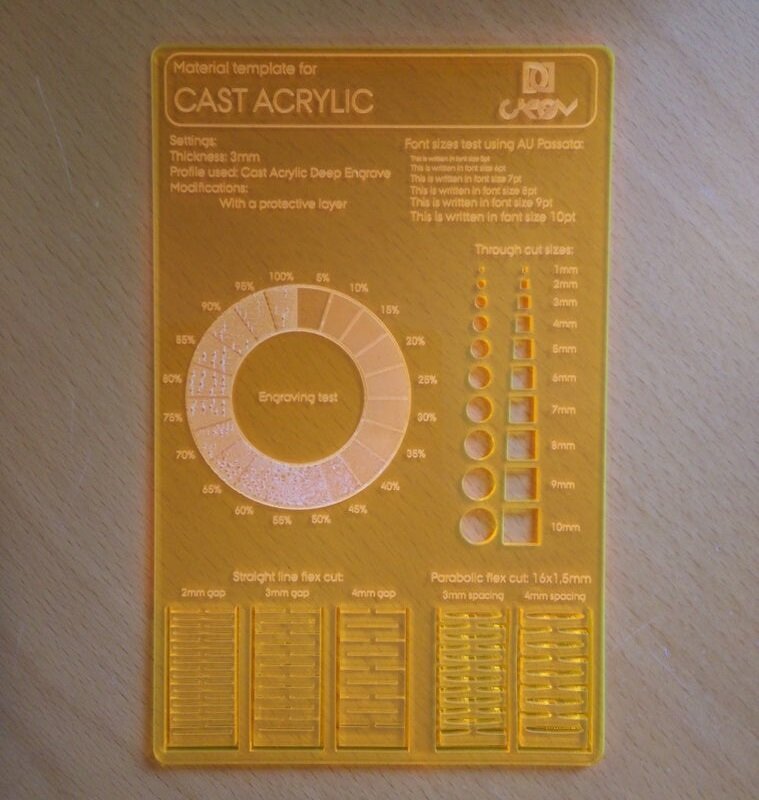 Material template for
CAST ACRYLIC
Settings:
Thickness: 3mm
Profile used: Cast Acrylic Deep Engrave
Modifications:
With a protective layer
Font sizes test using AU Passata:
This is written in font size 5pt
This is written in font size 6pt
This is written in font size 7pt
This is written in font size 8pt
This is written in font size 9pt
This is written in font size 10pt
Through cut sizes:
1mm
2mm
3mm
4mm
5mm
6mm
7mm
8mm
9mm
10mm
5%
10%
15%
20%
25%
30%
35%
40%
45%
50%
55%
60%
65%
70%
75%
80%
85%
90%
95%
100%
Engraving test
Straight line flex cut:
2mm gap
3mm gap
4mm gap
Parabolic flex cut: 16x1,5mm
3mm spacing
4mm spacing